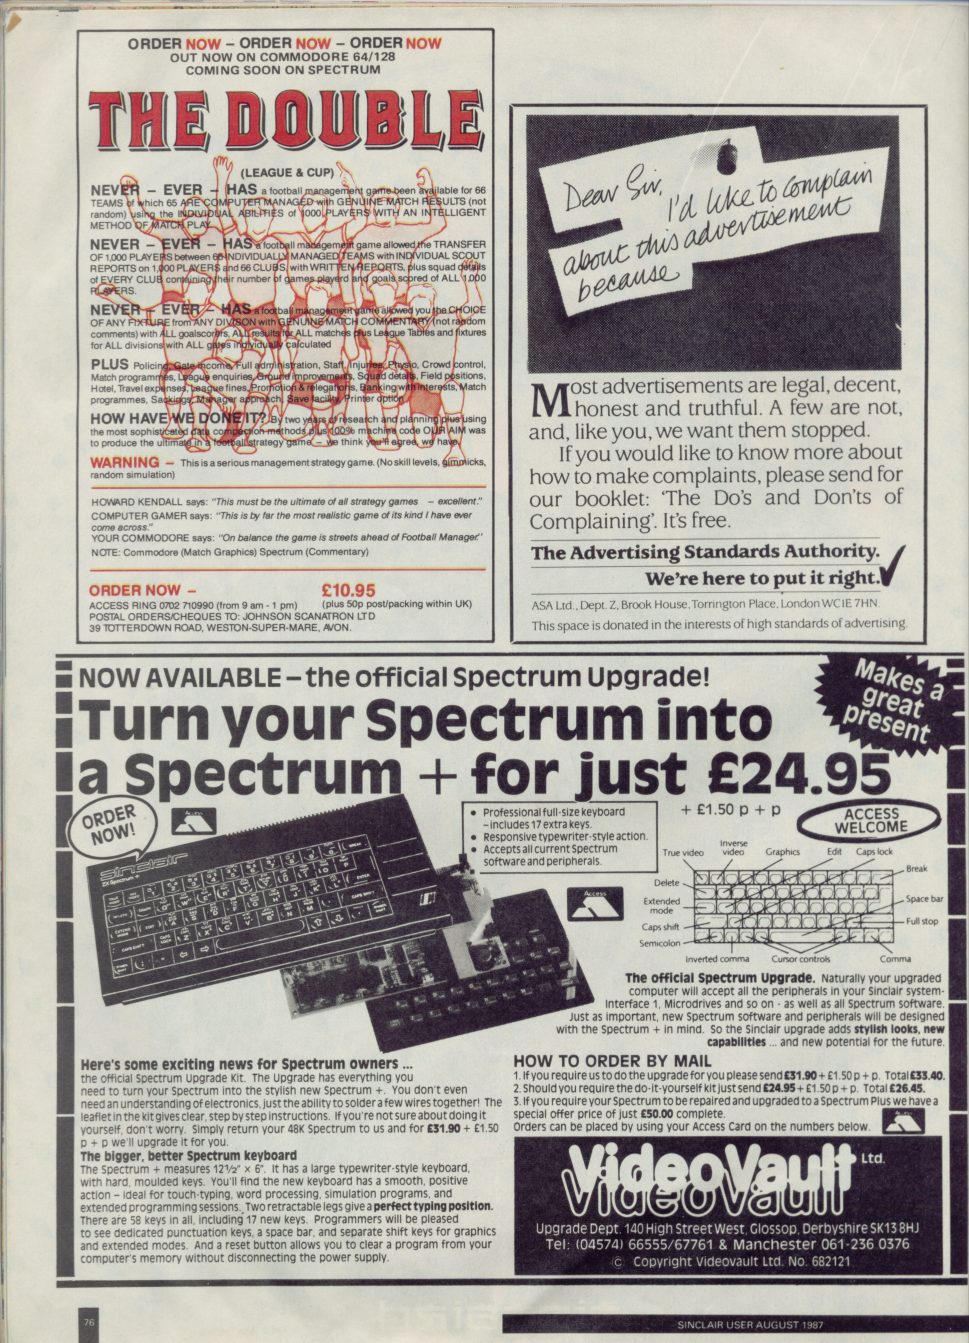 ORDER NOW – ORDER NOW – ORDER NOW
OUT NOW ON COMMODORE 64/128
COMING SOON ON SPECTRUM
THE DOUBLE
(LEAGUE & CUP)
NEVER – EVER – HAS a football management game been available for 66
TEAMS of which 65 ARE COMPUTER MANAGED with GENUINE MATCH RESULTS (not
random) using the INDIVIDUAL ABILITIES of 1000 PLAYERS WITH AN INTELLIGENT
METHOD OF MATCH PLAY.
NEVER – EVER – HAS a football management game allowed the TRANSFER
OF 1,000 PLAYERS between 66 INDIVIDUALLY MANAGED TEAMS with INDIVIDUAL SCOUT
REPORTS on 1,000 PLAYERS and 66 CLUBS, with WRITTEN REPORTS, plus squad details
of EVERY CLUB containing their number of games playerd and goals scored of ALL 1,000
PLAYERS.
NEVER – EVER – HAS a football management game allowed you the CHOICE
OF ANY FIXTURE from ANY DIVISON with GENUINE MATCH COMMENTARY (not random
comments) with ALL goalscorers, ALL results for ALL matches plus League Tables and fixtures
for all divisions with ALL gates individually calculated
PLUS Policing, Gate income, Full administration, Staff, Injuries, Physio, Crowd control,
Match programmes, League enquiries, Ground improvements, Squad details, Field positions,
Hotel, Travel expenses, League fines, Promotion & relegations, Banking with Interests, Match
programmes, Sackings, Manager approach, Save facility, Printer option
HOW HAVE WE DONE IT? By two years of research and planning plus using
the most sophisticated data compaction methods plus 100% machine code OUR AIM was
to produce the ultimate in a football strategy game – we think you'll agree, we have.
WARNING – This is a serious management strategy game. (No skill levels, gimmicks,
random simulation)
HOWARD KENDALL says: "This must be the ultimate of all strategy games – excellent."
COMPUTER GAMER says: "This is by far the most realistic game of its kind I have ever
come across."
YOUR COMMODORE says: "On balance the game is streets ahead of Football Manager."
NOTE: Commodore (Match Graphics) Spectrum (Commentary)
ORDER NOW – £10.95
ACCESS RING 0702 710990 (from 9 am - 1 pm) (plus 50p post/packing within UK)
POSTAL ORDERS/CHEQUES TO: JOHNSON SCANATRON LTD
39 TOTTERDOWN ROAD, WESTON-SUPER-MARE, AVON.
Dear Sir,
I'd like to complain
about this advertisement
because
Most advertisements are legal, decent,
honest and truthful. A few are not,
and, like you, we want them stopped.
If you would like to know more about
how to make complaints, please send for
our booklet: 'The Do's and Don'ts of
Complaining'. It's free.
The Advertising Standards Authority.
We're here to put it right.
ASA Ltd., Dept. Z, Brook House, Torrington Place, London WC1E 7HN.
This space is donated in the interests of high standards of advertising.
NOW AVAILABLE – the official Spectrum Upgrade!
Turn your Spectrum into
a Spectrum + for just £24.95
Makes a
great
present
+ £1.50 p + p
ACCESS
WELCOME
ORDER
NOW!
• Professional full-size keyboard
– includes 17 extra keys.
• Responsive typewriter-style action.
• Accepts all current Spectrum
software and peripherals.
sinclair
ZX Spectrum +
Access
True video
Inverse
video
Graphics
Edit
Caps lock
Delete
Break
Extended
mode
Space bar
Caps shift
Full stop
Semicolon
Inverted comma
Cursor controls
Comma
The official Spectrum Upgrade. Naturally your upgraded
computer will accept all the peripherals in your Sinclair system-
Interface 1, Microdrives and so on - as well as all Spectrum software.
Just as important, new Spectrum software and peripherals will be designed
with the Spectrum + in mind. So the Sinclair upgrade adds stylish looks, new
capabilities ... and new potential for the future.
Here's some exciting news for Spectrum owners ...
the official Spectrum Upgrade Kit. The Upgrade has everything you
need to turn your Spectrum into the stylish new Spectrum +. You don't even
need an understanding of electronics, just the ability to solder a few wires together! The
leaflet in the kit gives clear, step by step instructions. If you're not sure about doing it
yourself, don't worry. Simply return your 48K Spectrum to us and for £31.90 + £1.50
p + p we'll upgrade it for you.
The bigger, better Spectrum keyboard
The Spectrum + measures 12½" × 6". It has a large typewriter-style keyboard,
with hard, moulded keys. You'll find the new keyboard has a smooth, positive
action – ideal for touch-typing, word processing, simulation programs, and
extended programming sessions. Two retractable legs give a perfect typing position.
There are 58 keys in all, including 17 new keys. Programmers will be pleased
to see dedicated punctuation keys, a space bar, and separate shift keys for graphics
and extended modes. And a reset button allows you to clear a program from your
computer's memory without disconnecting the power supply.
HOW TO ORDER BY MAIL
1. If you require us to do the upgrade for you please send £31.90 + £1.50 p + p. Total £33.40.
2. Should you require the do-it-yourself kit just send £24.95 + £1.50 p + p. Total £26.45.
3. If you require your Spectrum to be repaired and upgraded to a Spectrum Plus we have a
special offer price of just £50.00 complete.
Orders can be placed by using your Access Card on the numbers below.
VideoVault Ltd.
VideoVault
Upgrade Dept. 140 High Street West, Glossop, Derbyshire SK13 8HJ
Tel: (04574) 66555/67761 & Manchester 061-236 0376
© Copyright Videovault Ltd. No. 682121
76
SINCLAIR USER AUGUST 1987